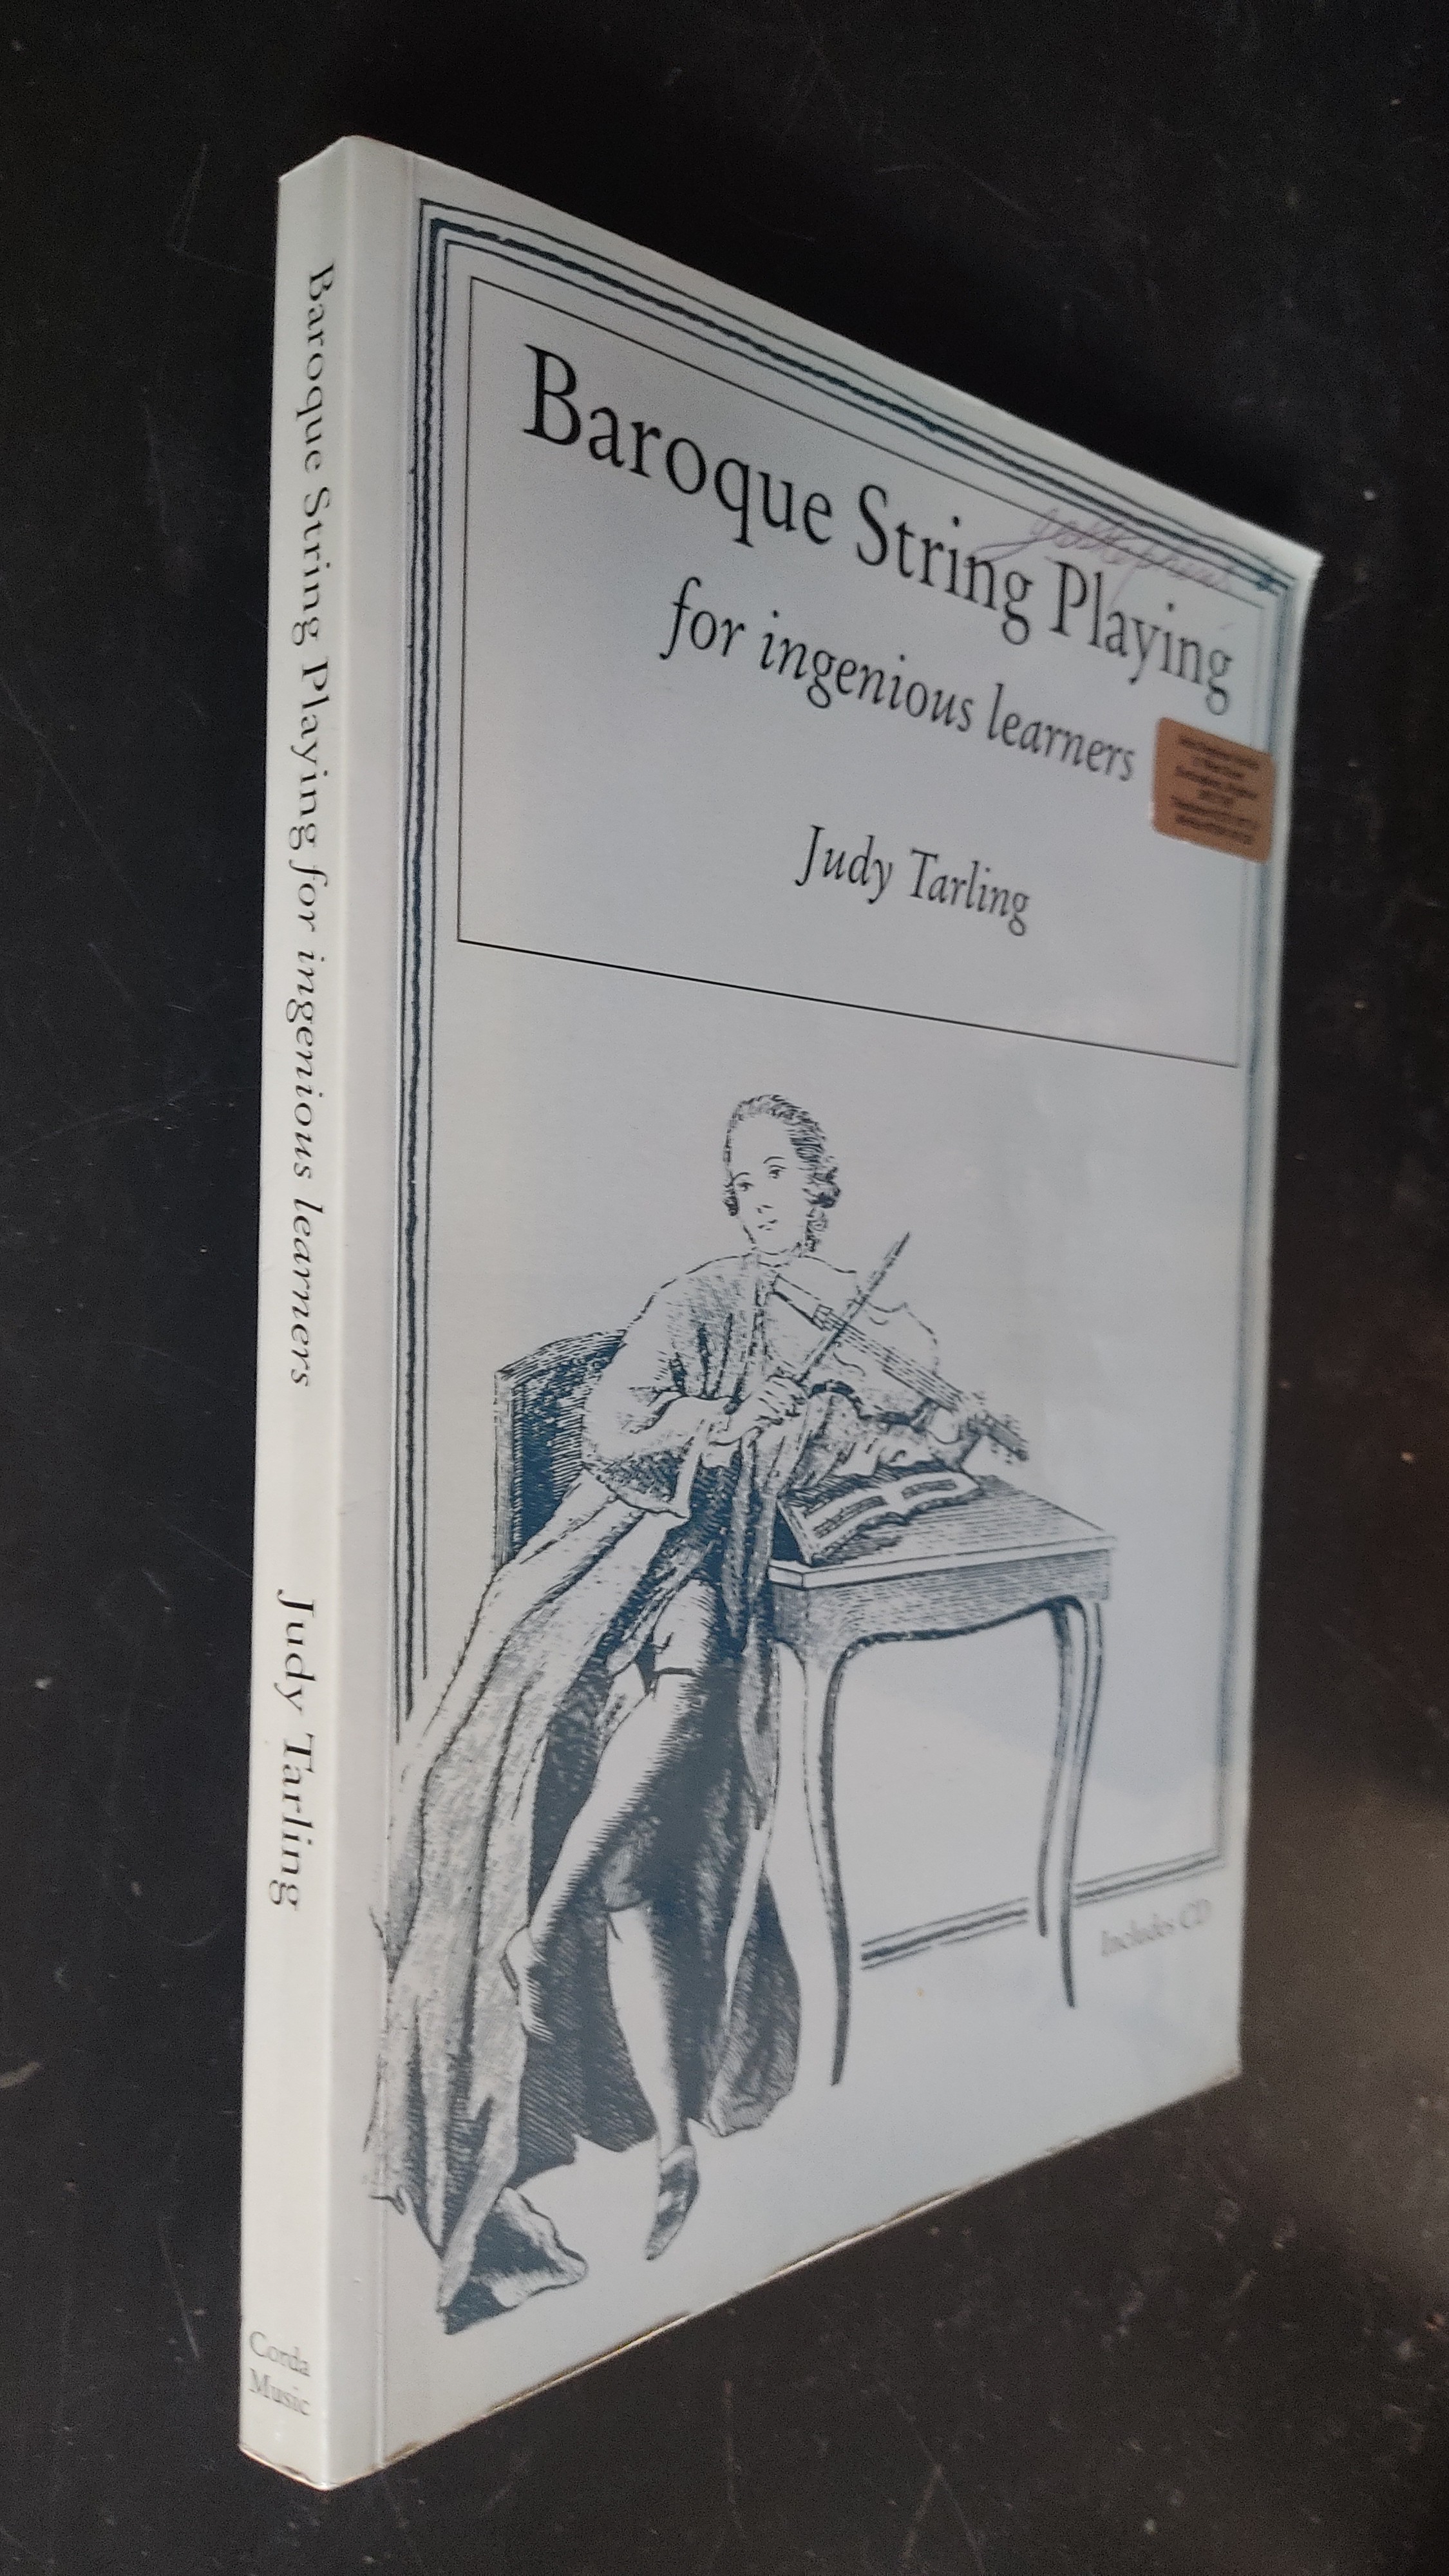 Baroque String Playing for ingenious learners
Judy Tarling
Corda
Music
Baroque String Playing
for ingenious learners
Judy Tarling
Includes CD